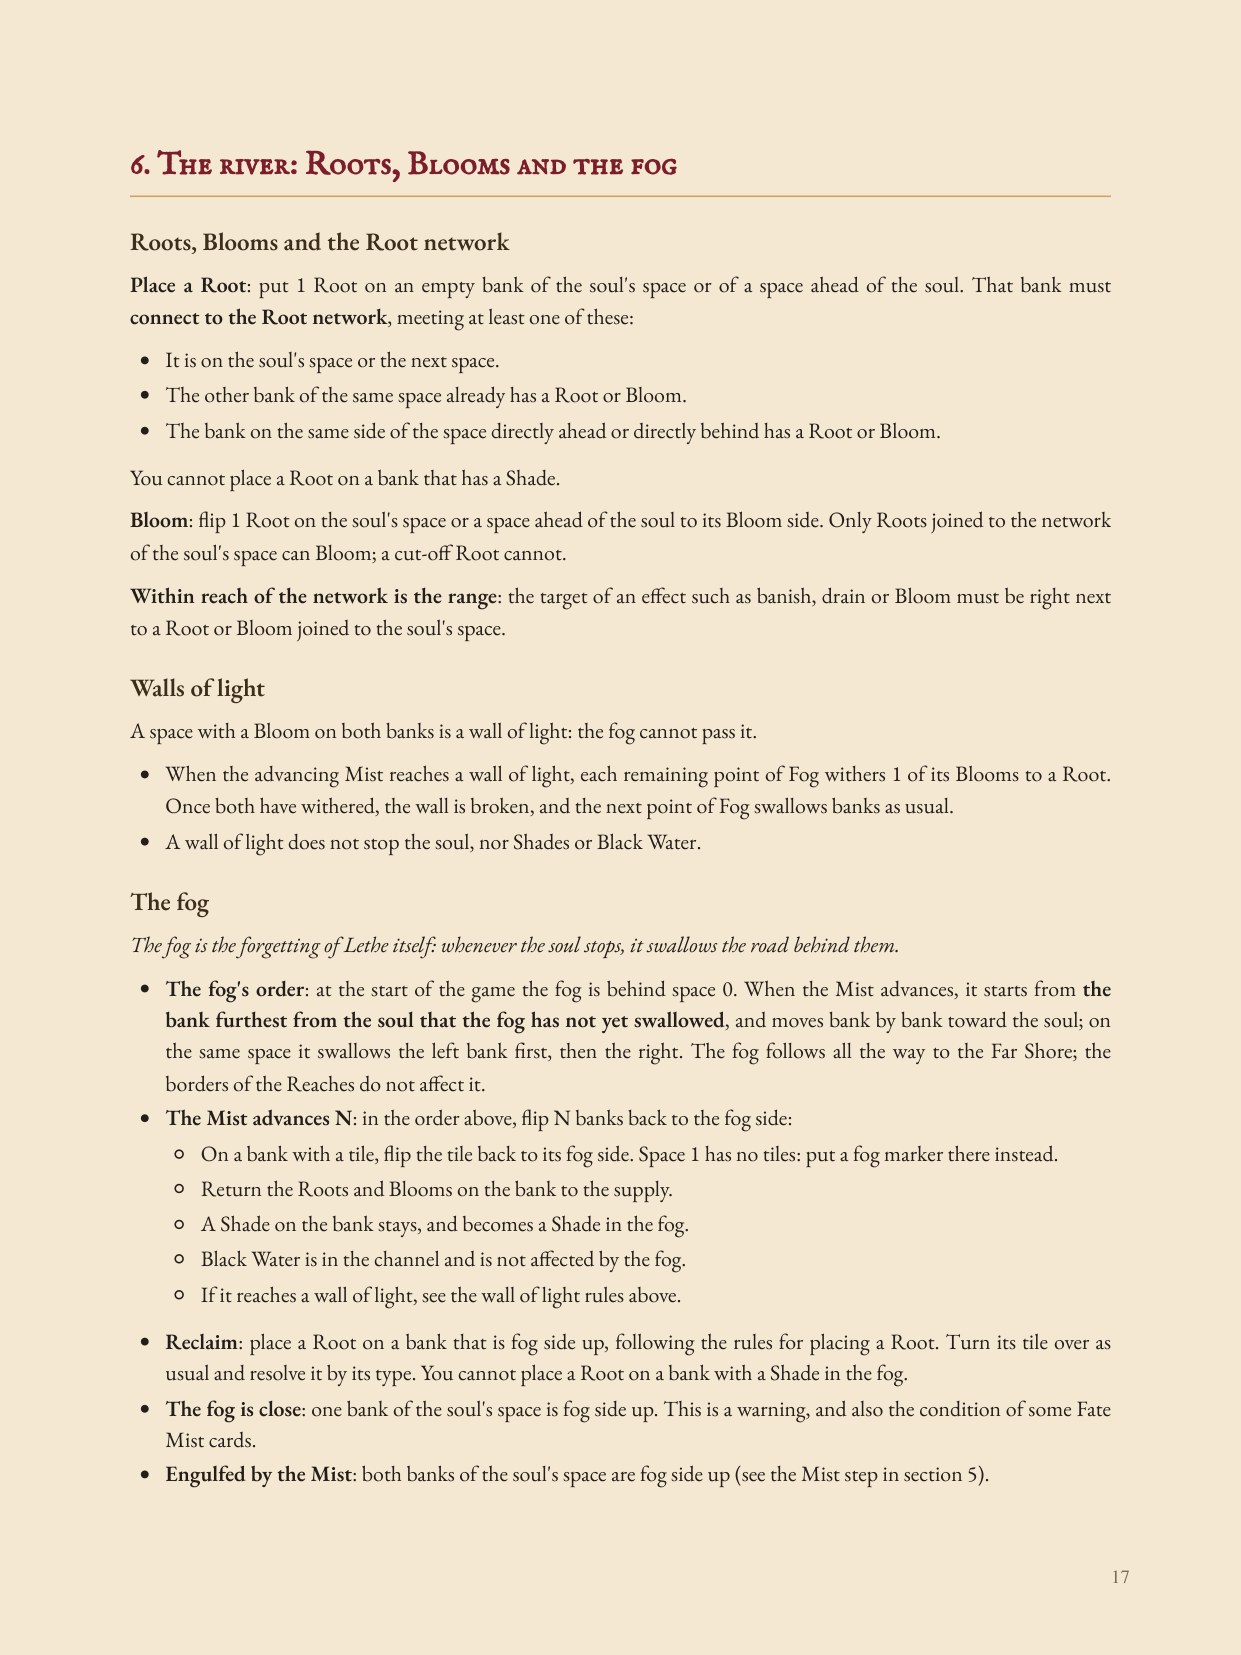 6. The river: Roots, Blooms and the fog
Roots, Blooms and the Root network
Place a Root: put 1 Root on an empty bank of the soul's space or of a space ahead of the soul. That bank must
connect to the Root network, meeting at least one of these:
• It is on the soul's space or the next space.
• The other bank of the same space already has a Root or Bloom.
• The bank on the same side of the space directly ahead or directly behind has a Root or Bloom.
You cannot place a Root on a bank that has a Shade.
Bloom: flip 1 Root on the soul's space or a space ahead of the soul to its Bloom side. Only Roots joined to the network
of the soul's space can Bloom; a cut-off Root cannot.
Within reach of the network is the range: the target of an effect such as banish, drain or Bloom must be right next
to a Root or Bloom joined to the soul's space.
Walls of light
A space with a Bloom on both banks is a wall of light: the fog cannot pass it.
• When the advancing Mist reaches a wall of light, each remaining point of Fog withers 1 of its Blooms to a Root.
Once both have withered, the wall is broken, and the next point of Fog swallows banks as usual.
• A wall of light does not stop the soul, nor Shades or Black Water.
The fog
The fog is the forgetting of Lethe itself: whenever the soul stops, it swallows the road behind them.
• The fog's order: at the start of the game the fog is behind space 0. When the Mist advances, it starts from the
bank furthest from the soul that the fog has not yet swallowed, and moves bank by bank toward the soul; on
the same space it swallows the left bank first, then the right. The fog follows all the way to the Far Shore; the
borders of the Reaches do not affect it.
• The Mist advances N: in the order above, flip N banks back to the fog side:
◦ On a bank with a tile, flip the tile back to its fog side. Space 1 has no tiles: put a fog marker there instead.
◦ Return the Roots and Blooms on the bank to the supply.
◦ A Shade on the bank stays, and becomes a Shade in the fog.
◦ Black Water is in the channel and is not affected by the fog.
◦ If it reaches a wall of light, see the wall of light rules above.
• Reclaim: place a Root on a bank that is fog side up, following the rules for placing a Root. Turn its tile over as
usual and resolve it by its type. You cannot place a Root on a bank with a Shade in the fog.
• The fog is close: one bank of the soul's space is fog side up. This is a warning, and also the condition of some Fate
Mist cards.
• Engulfed by the Mist: both banks of the soul's space are fog side up (see the Mist step in section 5).
17